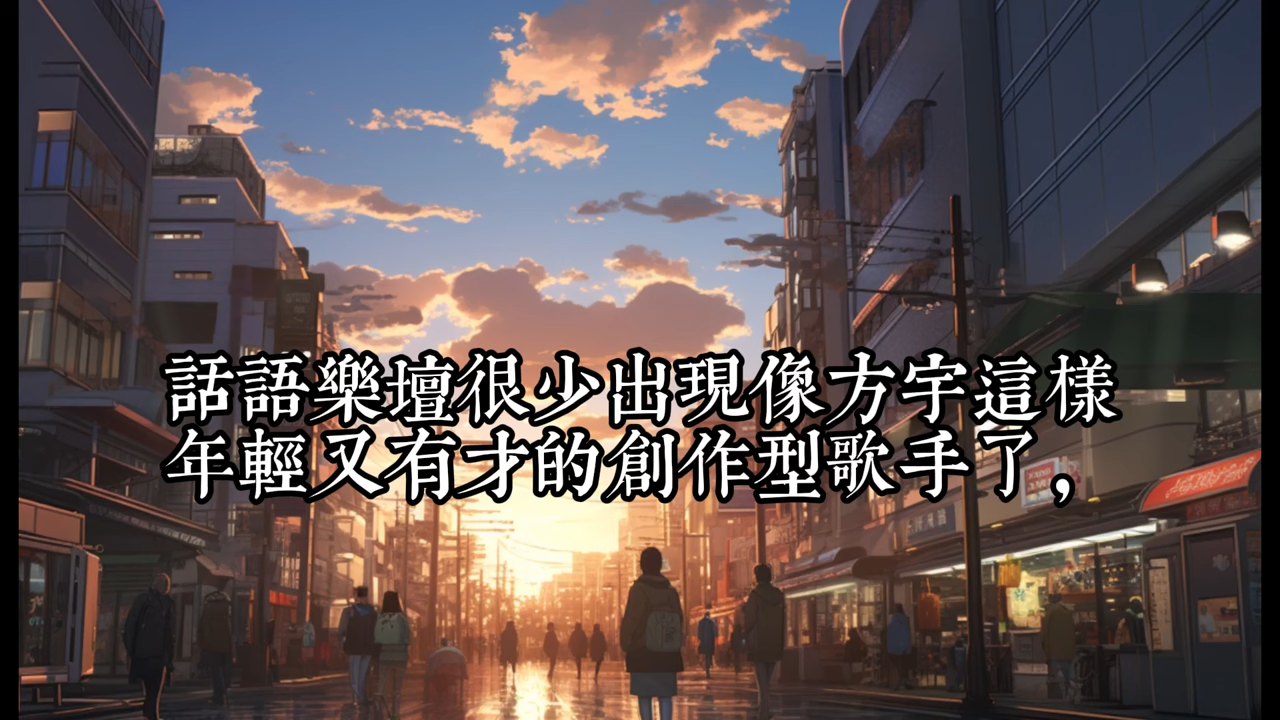 話語樂壇很少出現像方宇這樣
年輕又有才的創作型歌手了，